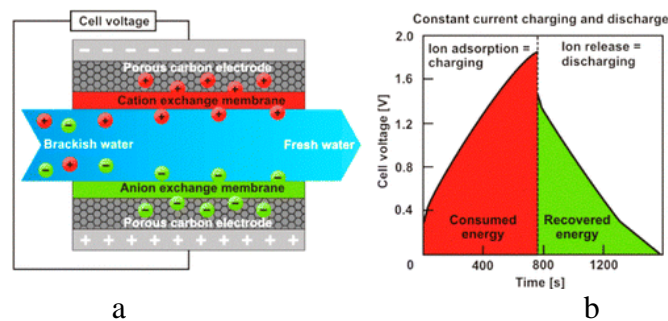 Cell voltage
− − − − − − − − − −
Porous carbon electrode
Cation exchange membrane
Brackish water
Fresh water
Anion exchange membrane
Porous carbon electrode
+ + + + + + + + + +
a
Constant current charging and discharge
Ion adsorption =
charging
Ion release =
discharging
Cell voltage [V]
2.0
1.6
1.2
0.8
0.4
Consumed
energy
Recovered
energy
0
400
800
1200
Time [s]
b